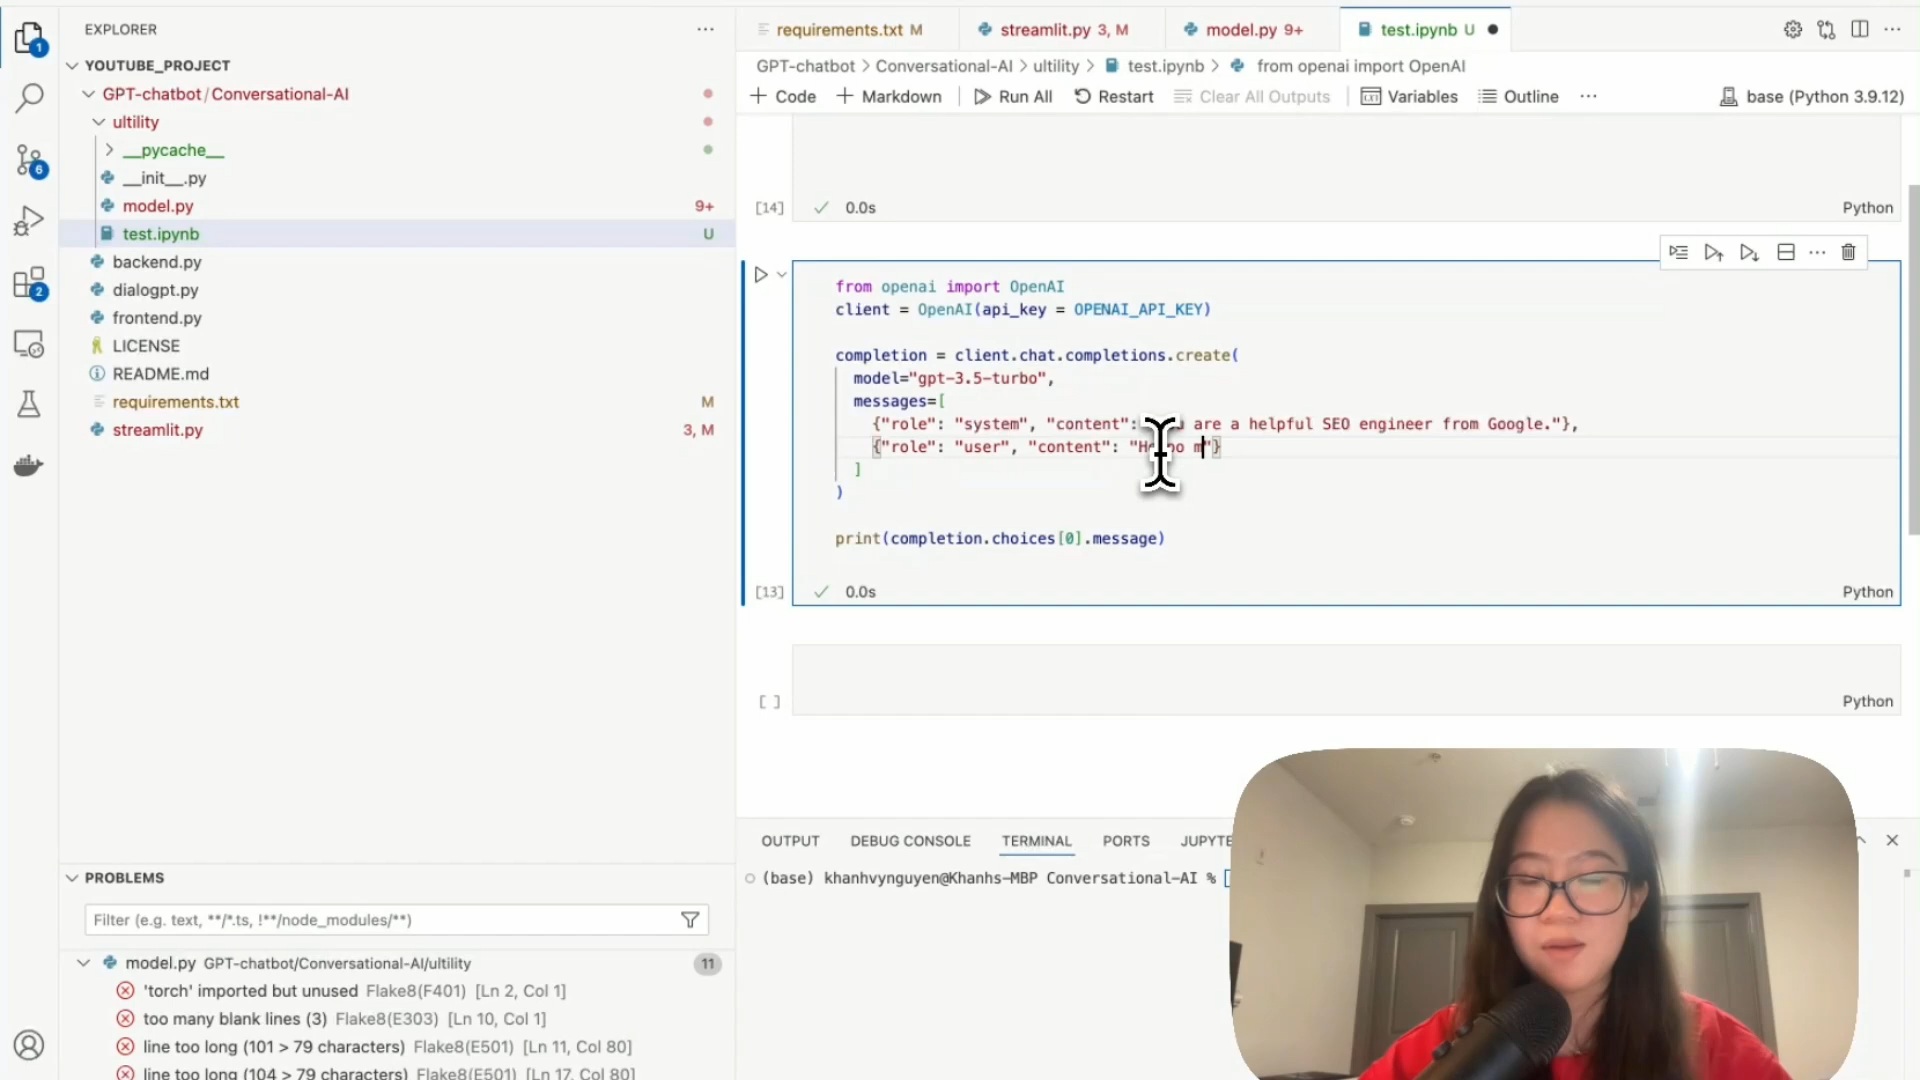 EXPLORER
YOUTUBE_PROJECT
GPT-chatbot / Conversational-AI
ultility
__pycache__
__init__.py
model.py 9+
test.ipynb U
backend.py
dialogpt.py
frontend.py
LICENSE
README.md
requirements.txt M
streamlit.py 3, M
PROBLEMS
Filter (e.g. text, **/*.ts, !**/node_modules/**)
model.py GPT-chatbot/Conversational-AI/ultility 11
'torch' imported but unused Flake8(F401) [Ln 2, Col 1]
too many blank lines (3) Flake8(E303) [Ln 10, Col 1]
line too long (101 > 79 characters) Flake8(E501) [Ln 11, Col 80]
line too long (104 > 79 characters) Flake8(E501) [Ln 17, Col 80]
1
6
2
requirements.txt M streamlit.py 3, M model.py 9+ test.ipynb U
GPT-chatbot > Conversational-AI > ultility > test.ipynb > from openai import OpenAI
+ Code + Markdown Run All Restart Clear All Outputs Variables Outline ... base (Python 3.9.12)
[14] 0.0s Python
from openai import OpenAI
client = OpenAI(api_key = OPENAI_API_KEY)
completion = client.chat.completions.create(
model="gpt-3.5-turbo",
messages=[
{"role": "system", "content": are a helpful SEO engineer from Google."},
{"role": "user", "content": m"}
]
)
print(completion.choices[0].message)
[13] 0.0s Python
[ ] Python
OUTPUT DEBUG CONSOLE TERMINAL PORTS
(base) khanhvynguyen@Khanhs-MBP Conversational-AI %